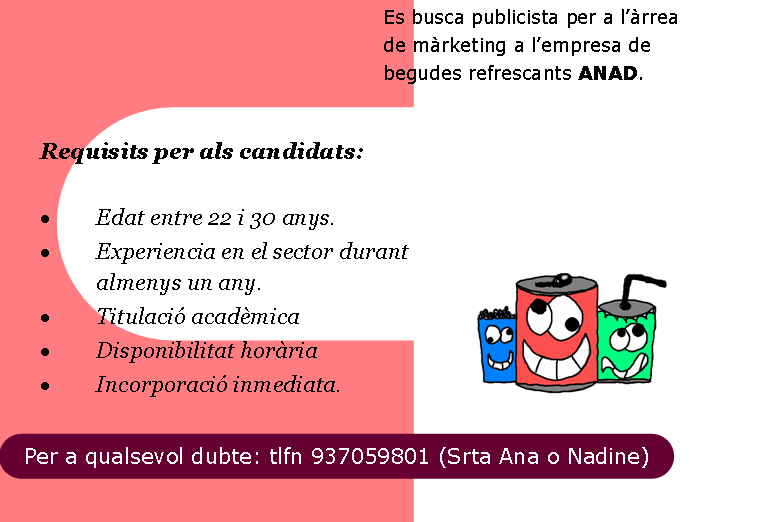 Es busca publicista per a l’àrrea
de màrketing a l’empresa de
begudes refrescants ANAD.
Requisits per als candidats:
• Edat entre 22 i 30 anys.
• Experiencia en el sector durant
almenys un any.
• Titulació acadèmica
• Disponibilitat horària
• Incorporació inmediata.
Per a qualsevol dubte: tlfn 937059801 (Srta Ana o Nadine)